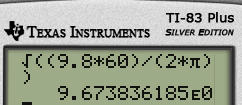 TI-83 Plus
TEXAS INSTRUMENTS SILVER EDITION
√((9.8*60)/(2*π)
)
9.673836185E0